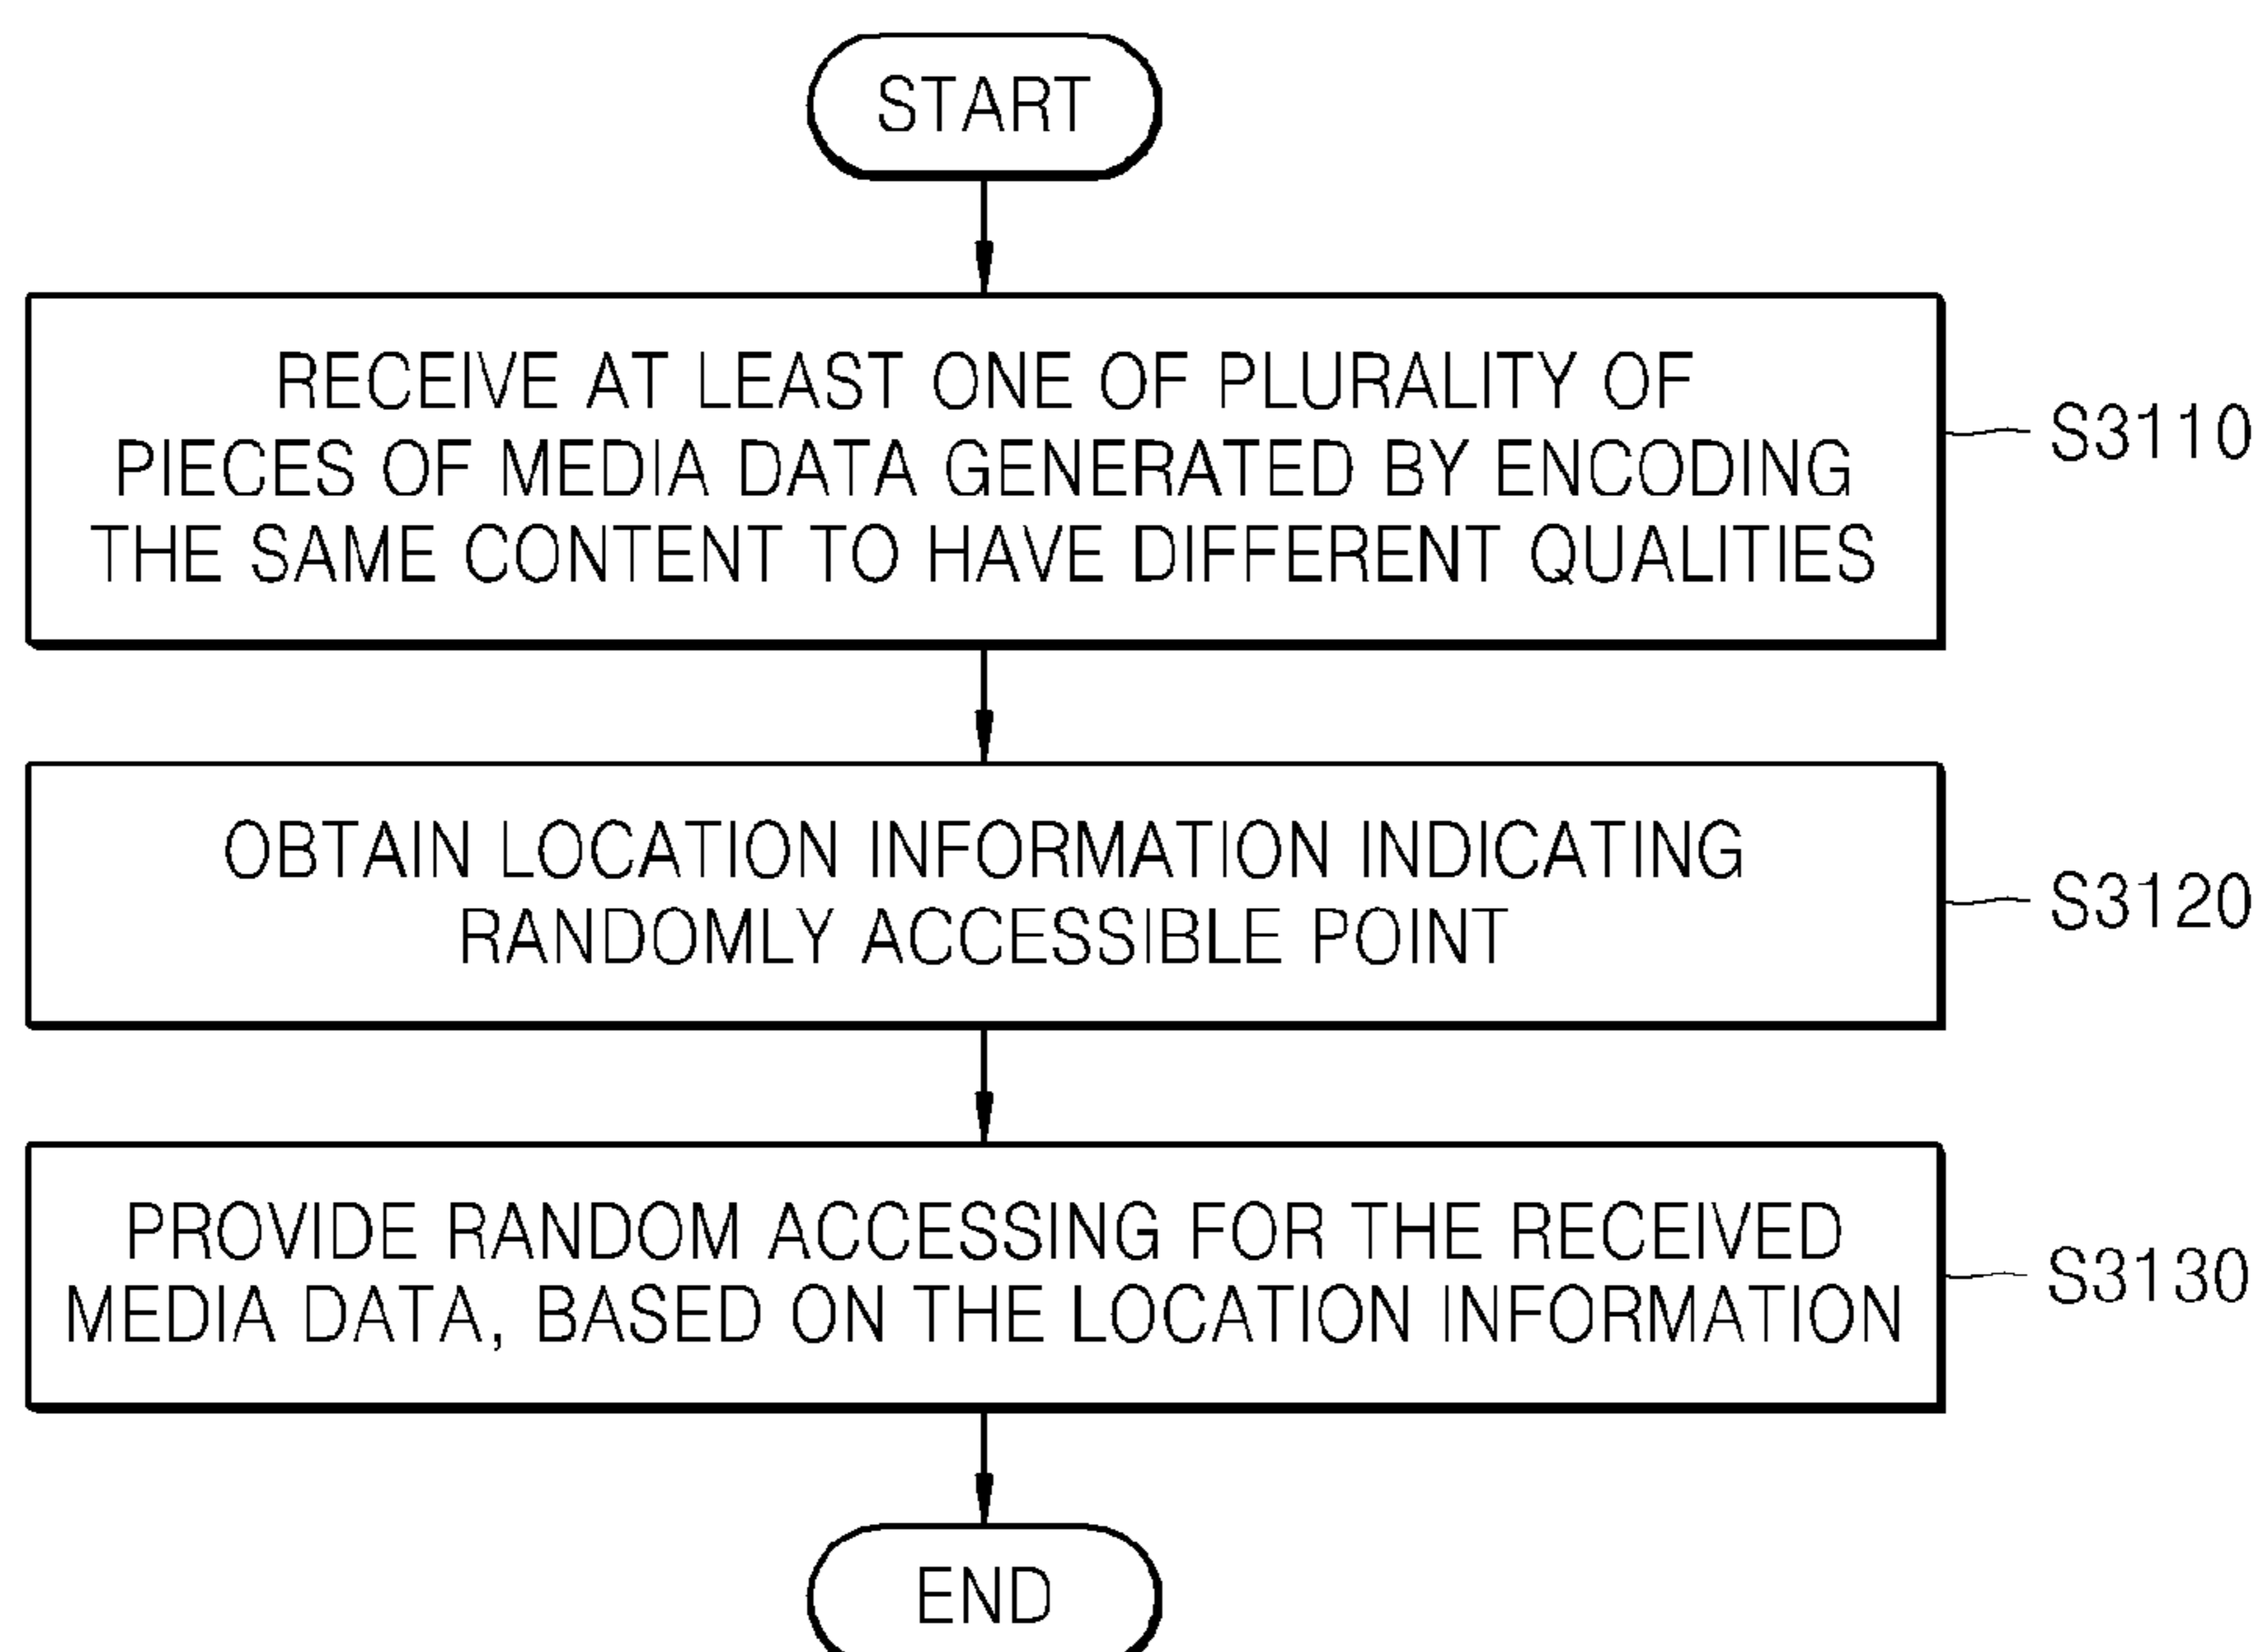 START
RECEIVE AT LEAST ONE OF PLURALITY OF
PIECES OF MEDIA DATA GENERATED BY ENCODING
THE SAME CONTENT TO HAVE DIFFERENT QUALITIES
S3110
OBTAIN LOCATION INFORMATION INDICATING
RANDOMLY ACCESSIBLE POINT
S3120
PROVIDE RANDOM ACCESSING FOR THE RECEIVED
MEDIA DATA, BASED ON THE LOCATION INFORMATION
S3130
END